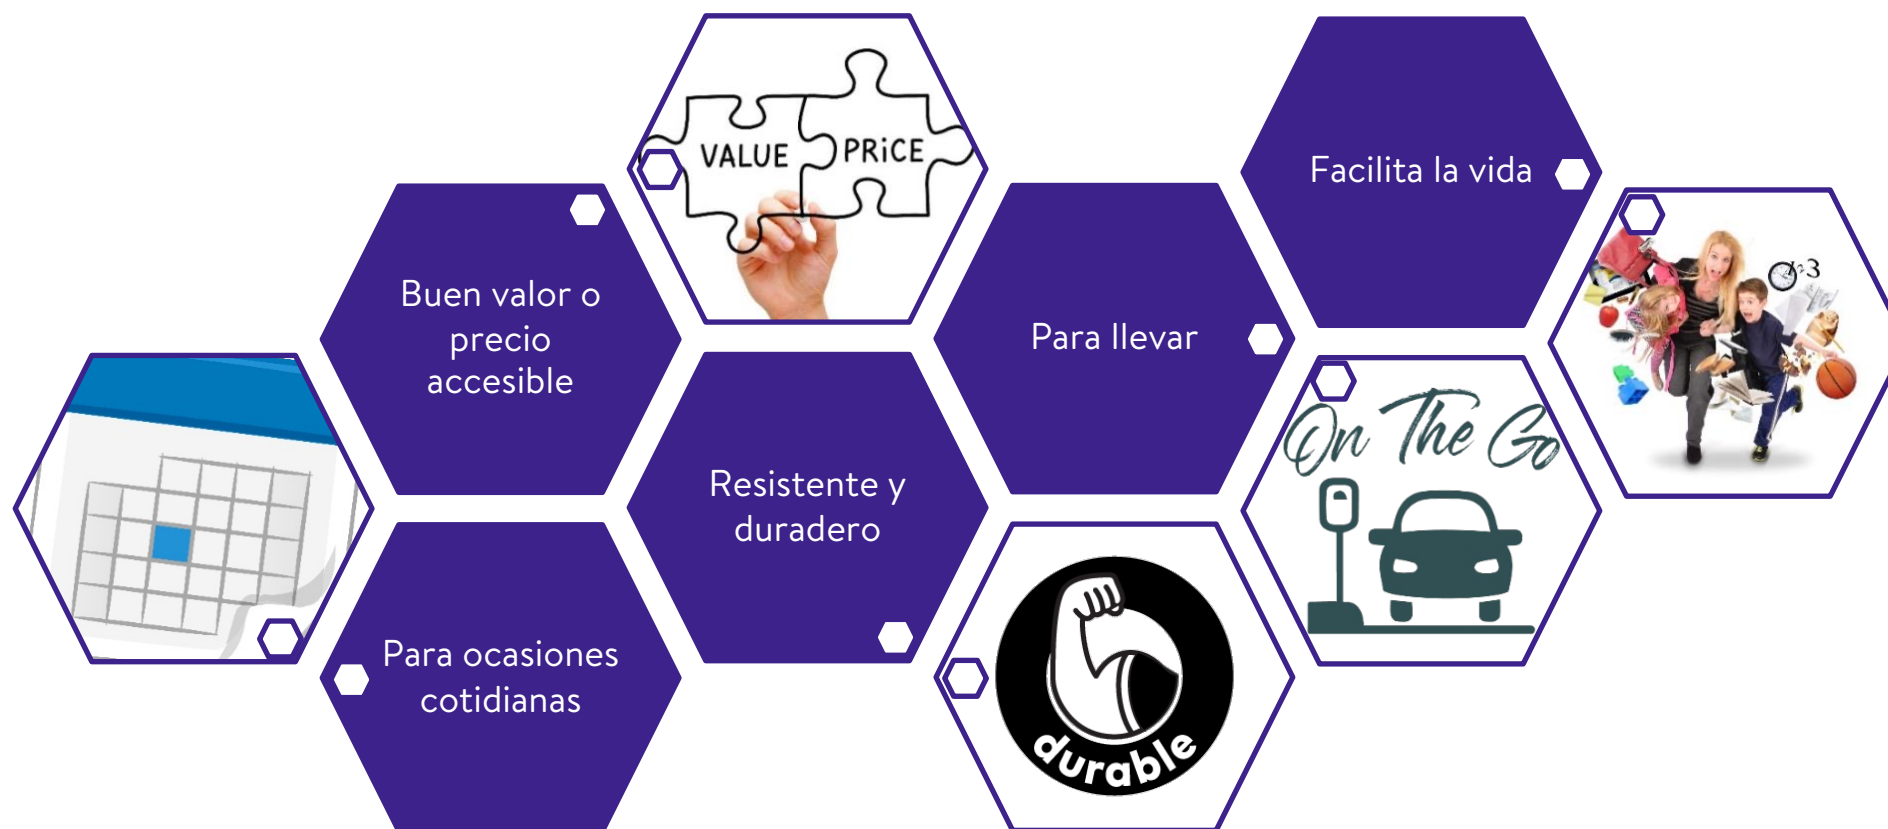 VALUE
PRiCE
Facilita la vida
Buen valor o
precio
accesible
Para llevar
On The Go
Resistente y
duradero
Para ocasiones
cotidianas
durable